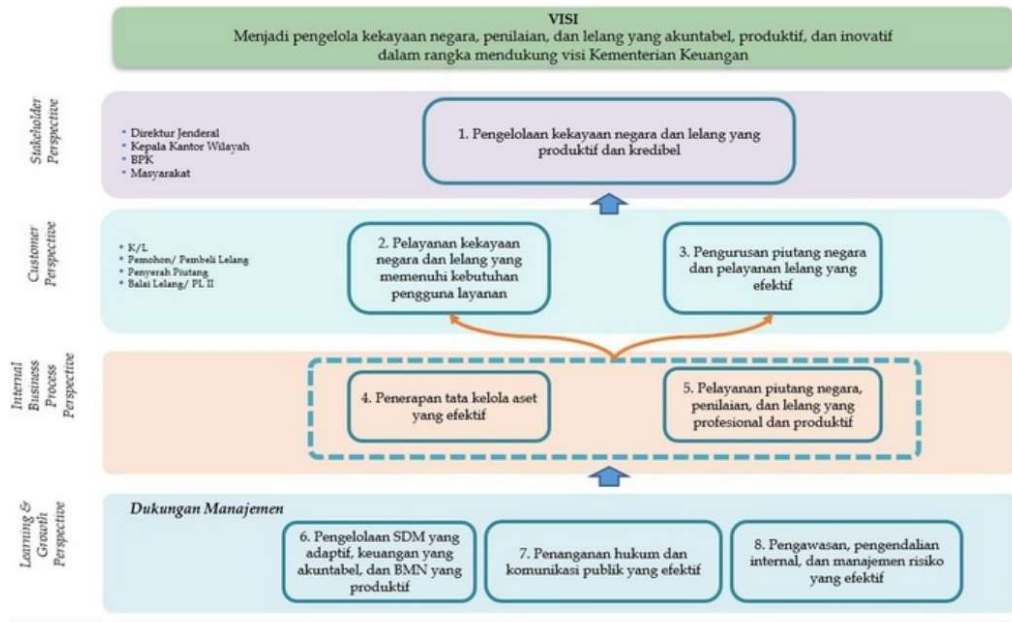 VISI
Menjadi pengelola kekayaan negara, penilaian, dan lelang yang akuntabel, produktif, dan inovatif
dalam rangka mendukung visi Kementerian Keuangan
Stakeholder
Perspective
• Direktur Jenderal
• Kepala Kantor Wilayah
• BPK
• Masyarakat
1. Pengelolaan kekayaan negara dan lelang yang
produktif dan kredibel
Customer
Perspective
• K/L
• Pemohon/ Pembeli Lelang
• Penyerah Piutang
• Balai Lelang/ PL II
2. Pelayanan kekayaan
negara dan lelang yang
memenuhi kebutuhan
pengguna layanan
3. Pengurusan piutang negara
dan pelayanan lelang yang
efektif
Internal
Business
Process
Perspective
4. Penerapan tata kelola aset
yang efektif
5. Pelayanan piutang negara,
penilaian, dan lelang yang
profesional dan produktif
Learning &
Growth
Perspective
Dukungan Manajemen
6. Pengelolaan SDM yang
adaptif, keuangan yang
akuntabel, dan BMN yang
produktif
7. Penanganan hukum dan
komunikasi publik yang efektif
8. Pengawasan, pengendalian
internal, dan manajemen risiko
yang efektif